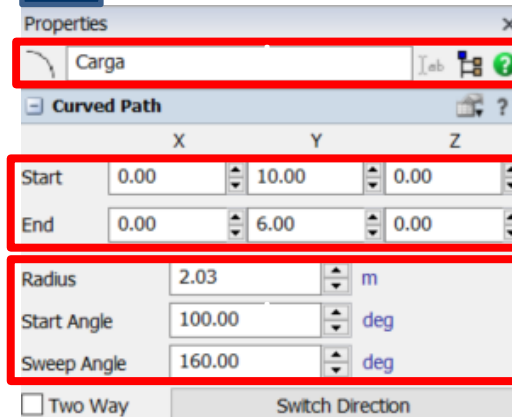 Properties ×
Carga ab ?
Curved Path ?
X Y Z
Start 0.00 10.00 0.00
End 0.00 6.00 0.00
Radius 2.03 m
Start Angle 100.00 deg
Sweep Angle 160.00 deg
Two Way Switch Direction